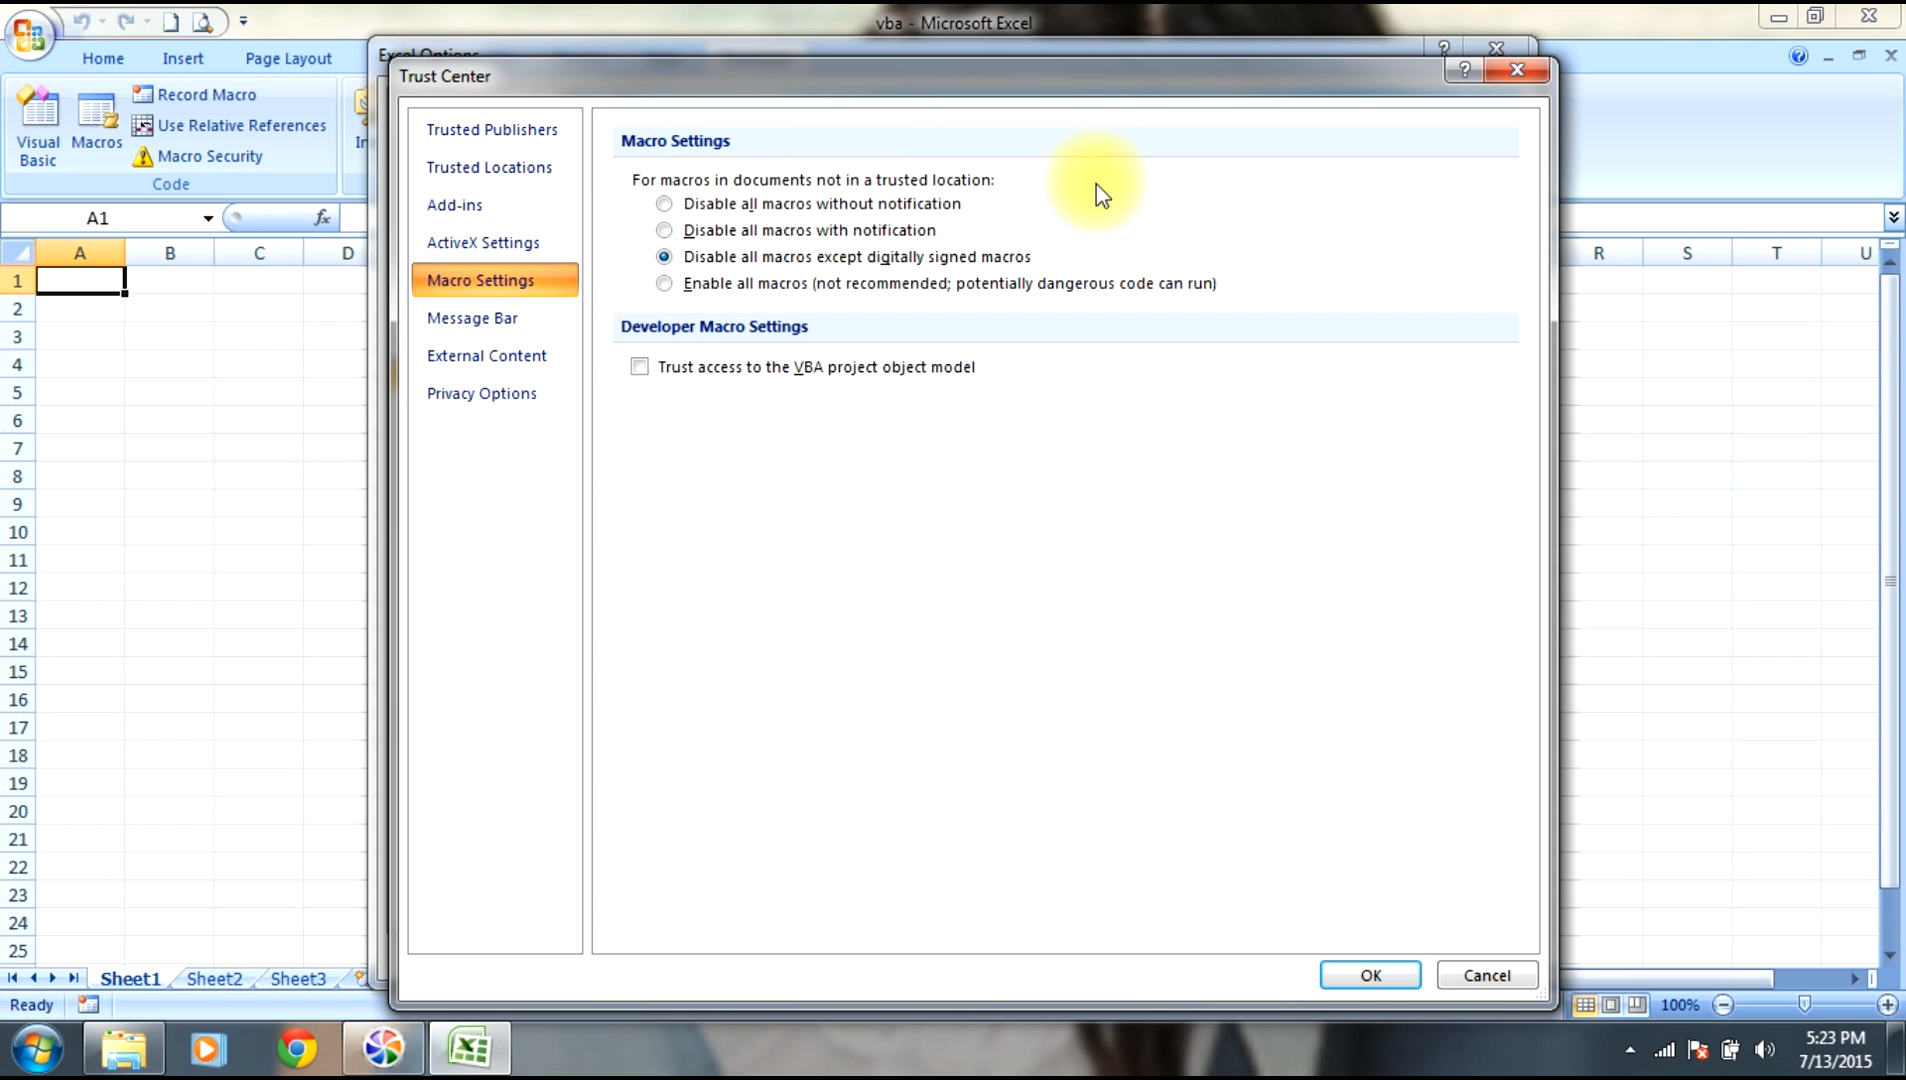 vba - Microsoft Excel
Home Insert Page Layout
Excel Options
Trust Center
Visual Basic
Macros
Record Macro
Use Relative References
Macro Security
Code
A1
fx
A B C D R S T U
1
2
3
4
5
6
7
8
9
10
11
12
13
14
15
16
17
18
19
20
21
22
23
24
25
Trusted Publishers
Trusted Locations
Add-ins
ActiveX Settings
Macro Settings
Message Bar
External Content
Privacy Options
Macro Settings
For macros in documents not in a trusted location:
Disable all macros without notification
Disable all macros with notification
Disable all macros except digitally signed macros
Enable all macros (not recommended; potentially dangerous code can run)
Developer Macro Settings
Trust access to the VBA project object model
OK Cancel
Sheet1 Sheet2 Sheet3
Ready
100%
5:23 PM
7/13/2015